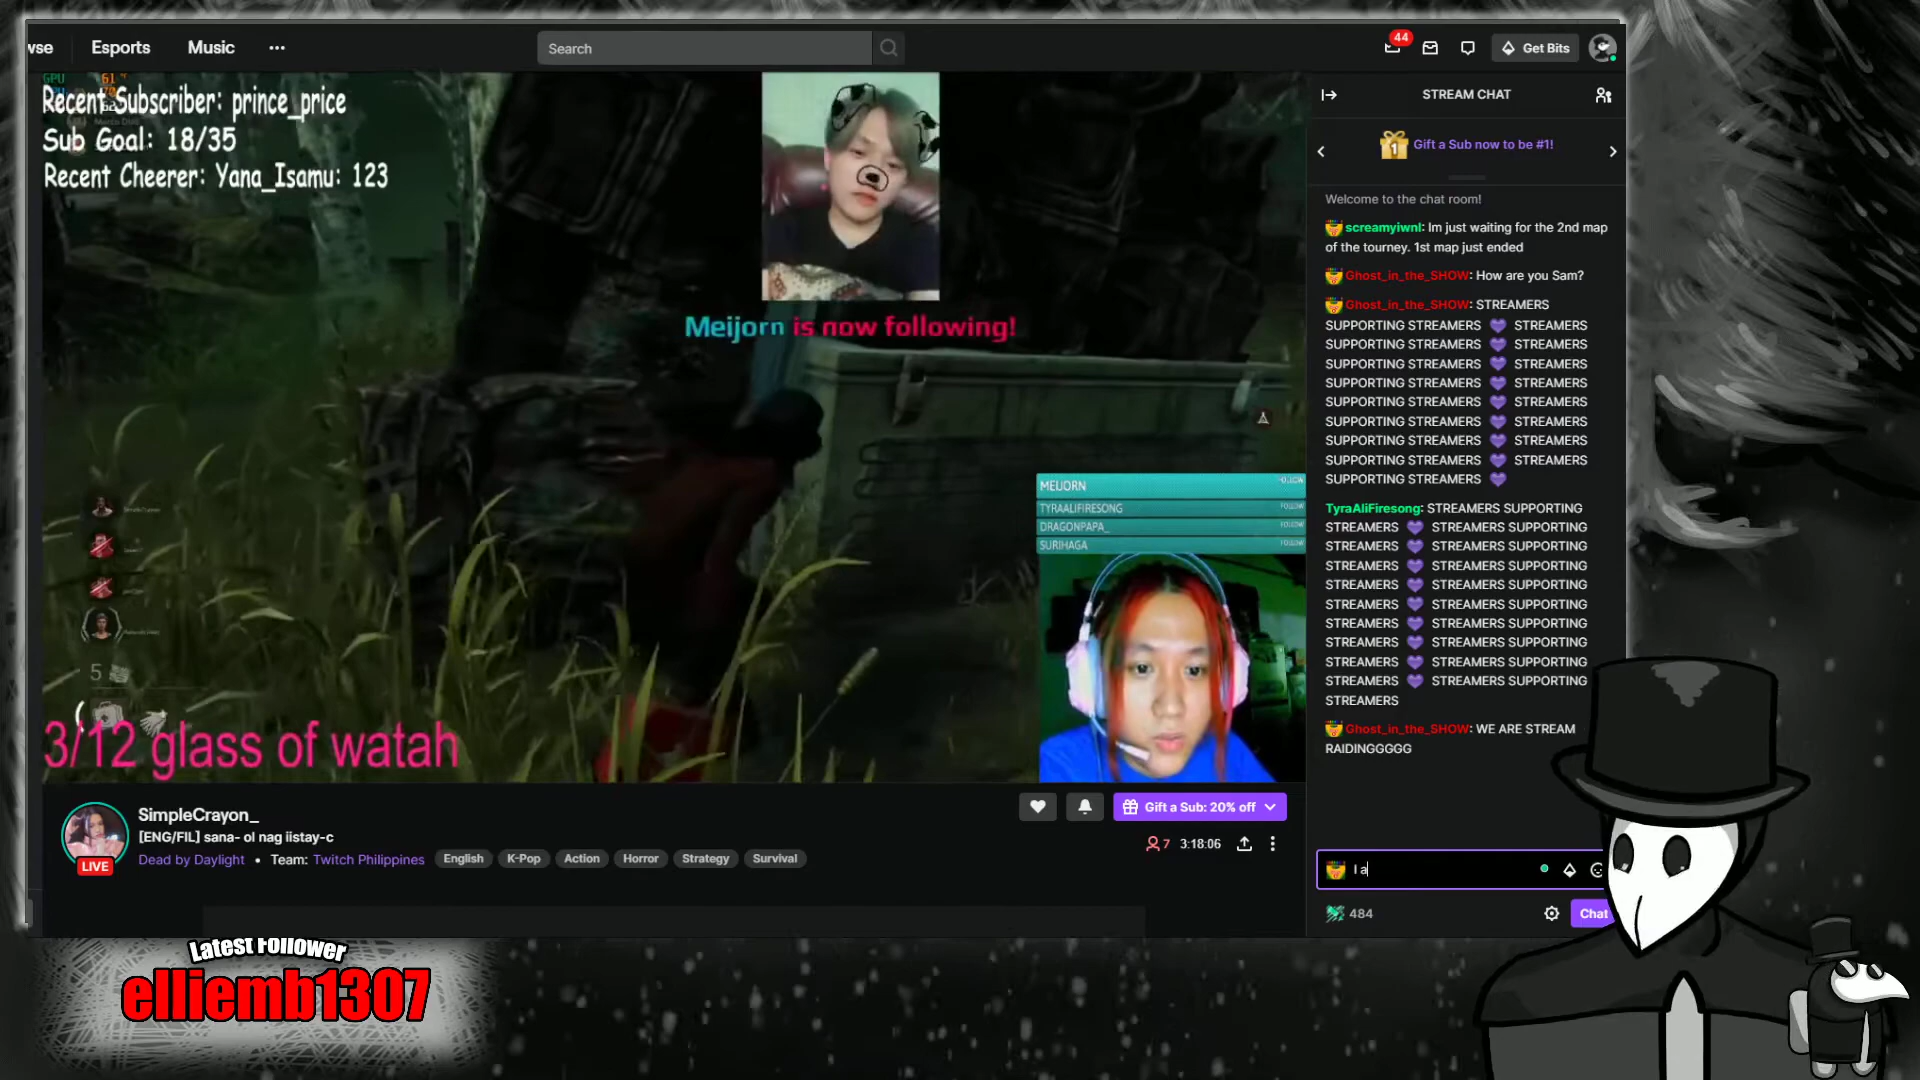 wse
Esports
Music
Search
44
Get Bits
GPU 61
Recent Subscriber: prince_price
Sub Goal: 18/35
Recent Cheerer: Yana_Isamu: 123
Meijorn is now following!
MEIJORN FOLLOW
TYRAALIFIRESONG FOLLOW
DRAGONPAPA_ FOLLOW
SURIHAGA FOLLOW
5
3/12 glass of watah
STREAM CHAT
1
Gift a Sub now to be #1!
Welcome to the chat room!
screamyiwnl: Im just waiting for the 2nd map
of the tourney. 1st map just ended
Ghost_in_the_SHOW: How are you Sam?
Ghost_in_the_SHOW: STREAMERS
SUPPORTING STREAMERS 💜 STREAMERS
SUPPORTING STREAMERS 💜 STREAMERS
SUPPORTING STREAMERS 💜 STREAMERS
SUPPORTING STREAMERS 💜 STREAMERS
SUPPORTING STREAMERS 💜 STREAMERS
SUPPORTING STREAMERS 💜 STREAMERS
SUPPORTING STREAMERS 💜 STREAMERS
SUPPORTING STREAMERS 💜 STREAMERS
SUPPORTING STREAMERS 💜
TyraAliFiresong: STREAMERS SUPPORTING
STREAMERS 💜 STREAMERS SUPPORTING
STREAMERS 💜 STREAMERS SUPPORTING
STREAMERS 💜 STREAMERS SUPPORTING
STREAMERS 💜 STREAMERS SUPPORTING
STREAMERS 💜 STREAMERS SUPPORTING
STREAMERS 💜 STREAMERS SUPPORTING
STREAMERS 💜 STREAMERS SUPPORTING
STREAMERS 💜 STREAMERS SUPPORTING
STREAMERS 💜 STREAMERS SUPPORTING
STREAMERS
Ghost_in_the_SHOW: WE ARE STREAM
RAIDINGGGGG
I a
484
Chat
SimpleCrayon_
[ENG/FIL] sana- ol nag iistay-c
Dead by Daylight • Team: Twitch Philippines
English
K-Pop
Action
Horror
Strategy
Survival
LIVE
Gift a Sub: 20% off
7
3:18:06
Latest Follower
elliemb1307